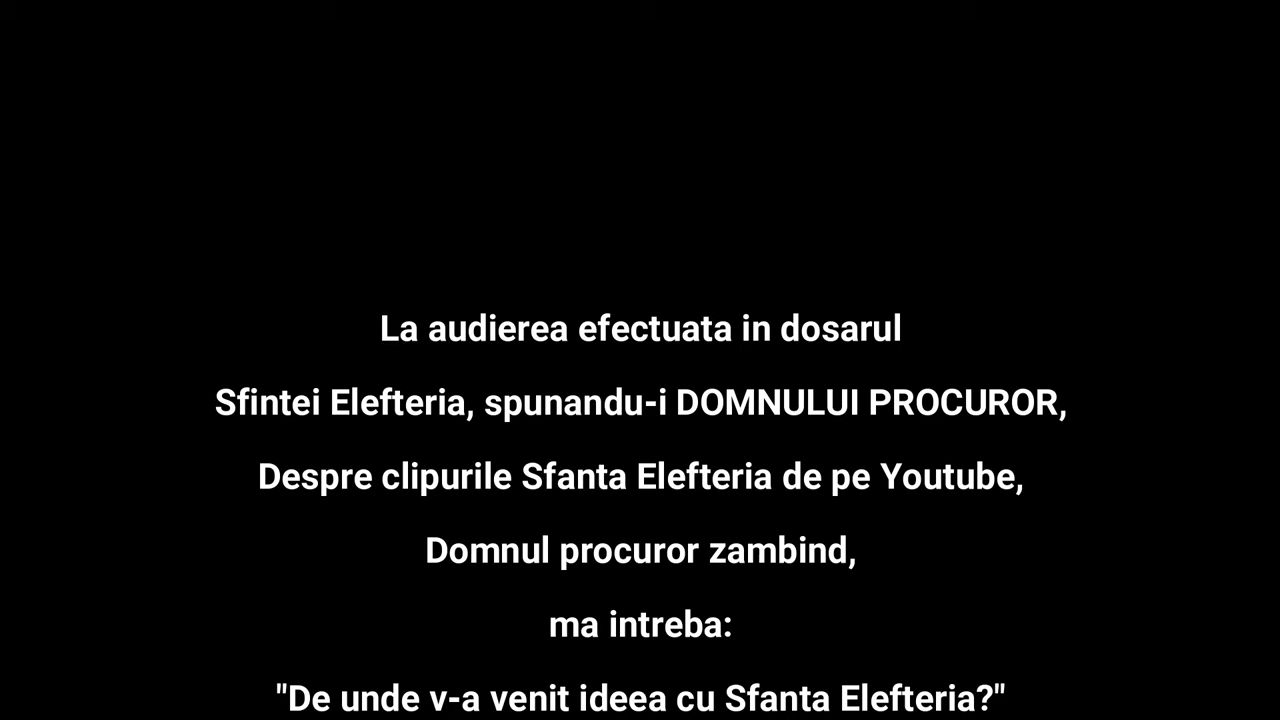 La audierea efectuata in dosarul
Sfintei Elefteria, spunandu-i DOMNULUI PROCUROR,
Despre clipurile Sfanta Elefteria de pe Youtube,
Domnul procuror zambind,
ma intreba:
"De unde v-a venit ideea cu Sfanta Elefteria?"